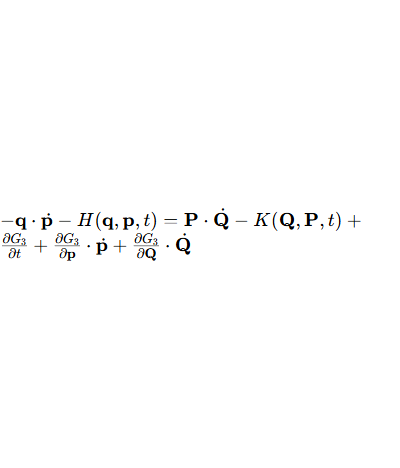 −q · ṗ − H(q, p, t) = P · Q̇ − K(Q, P, t) +
∂G₃/∂t + ∂G₃/∂p · ṗ + ∂G₃/∂Q · Q̇